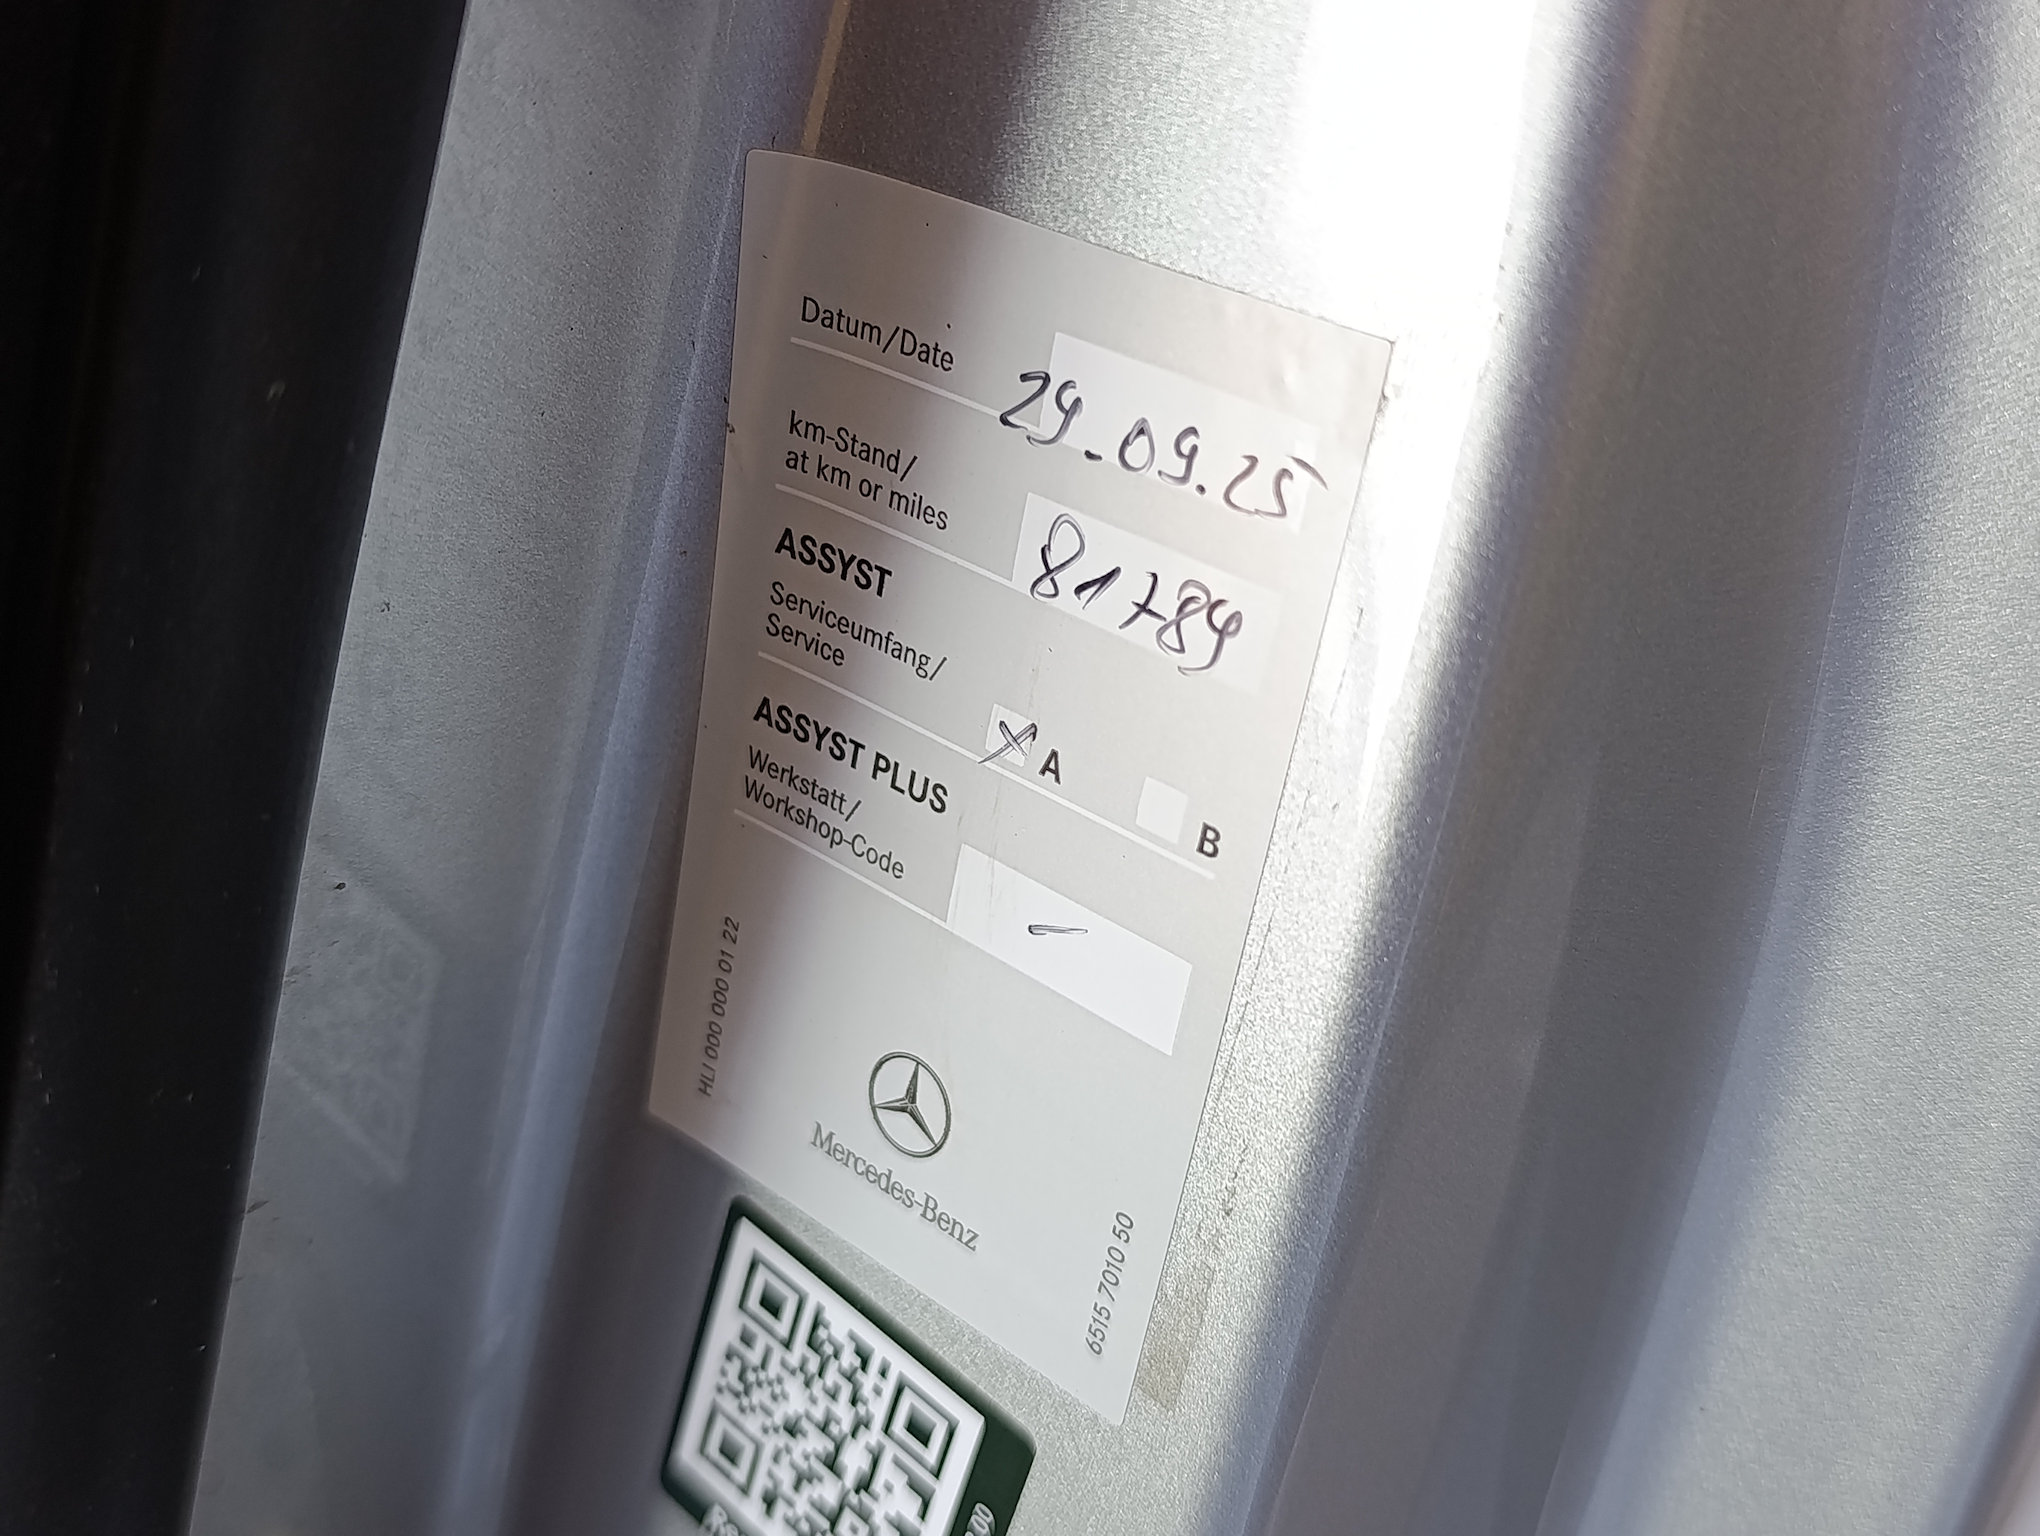 Datum/Date
29.09.25
km-Stand/
at km or miles
81789
ASSYST
Serviceumfang/
Service
A
B
ASSYST PLUS
Werkstatt/
Workshop-Code
-
HLI 000 000 01 22
Mercedes-Benz
6515 7010 50